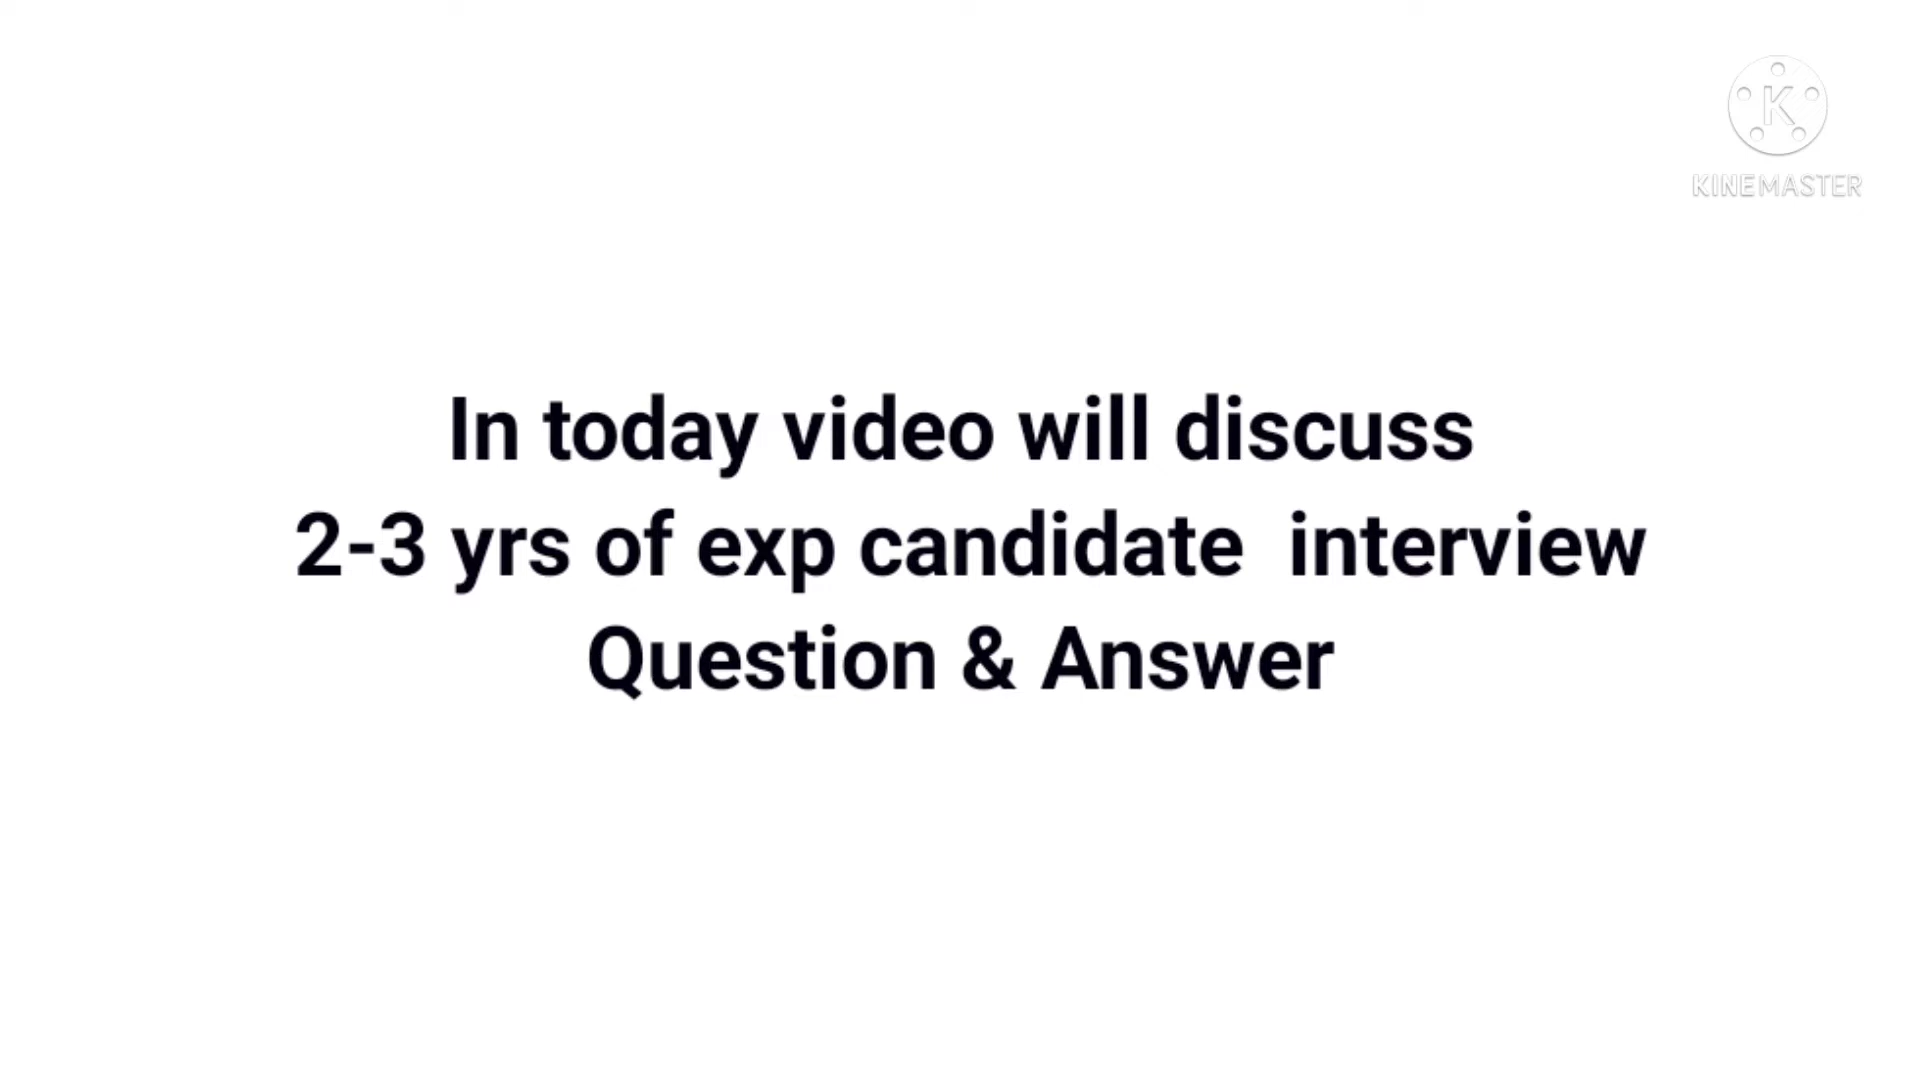 K
KINEMASTER
In today video will discuss
2-3 yrs of exp candidate  interview
Question & Answer